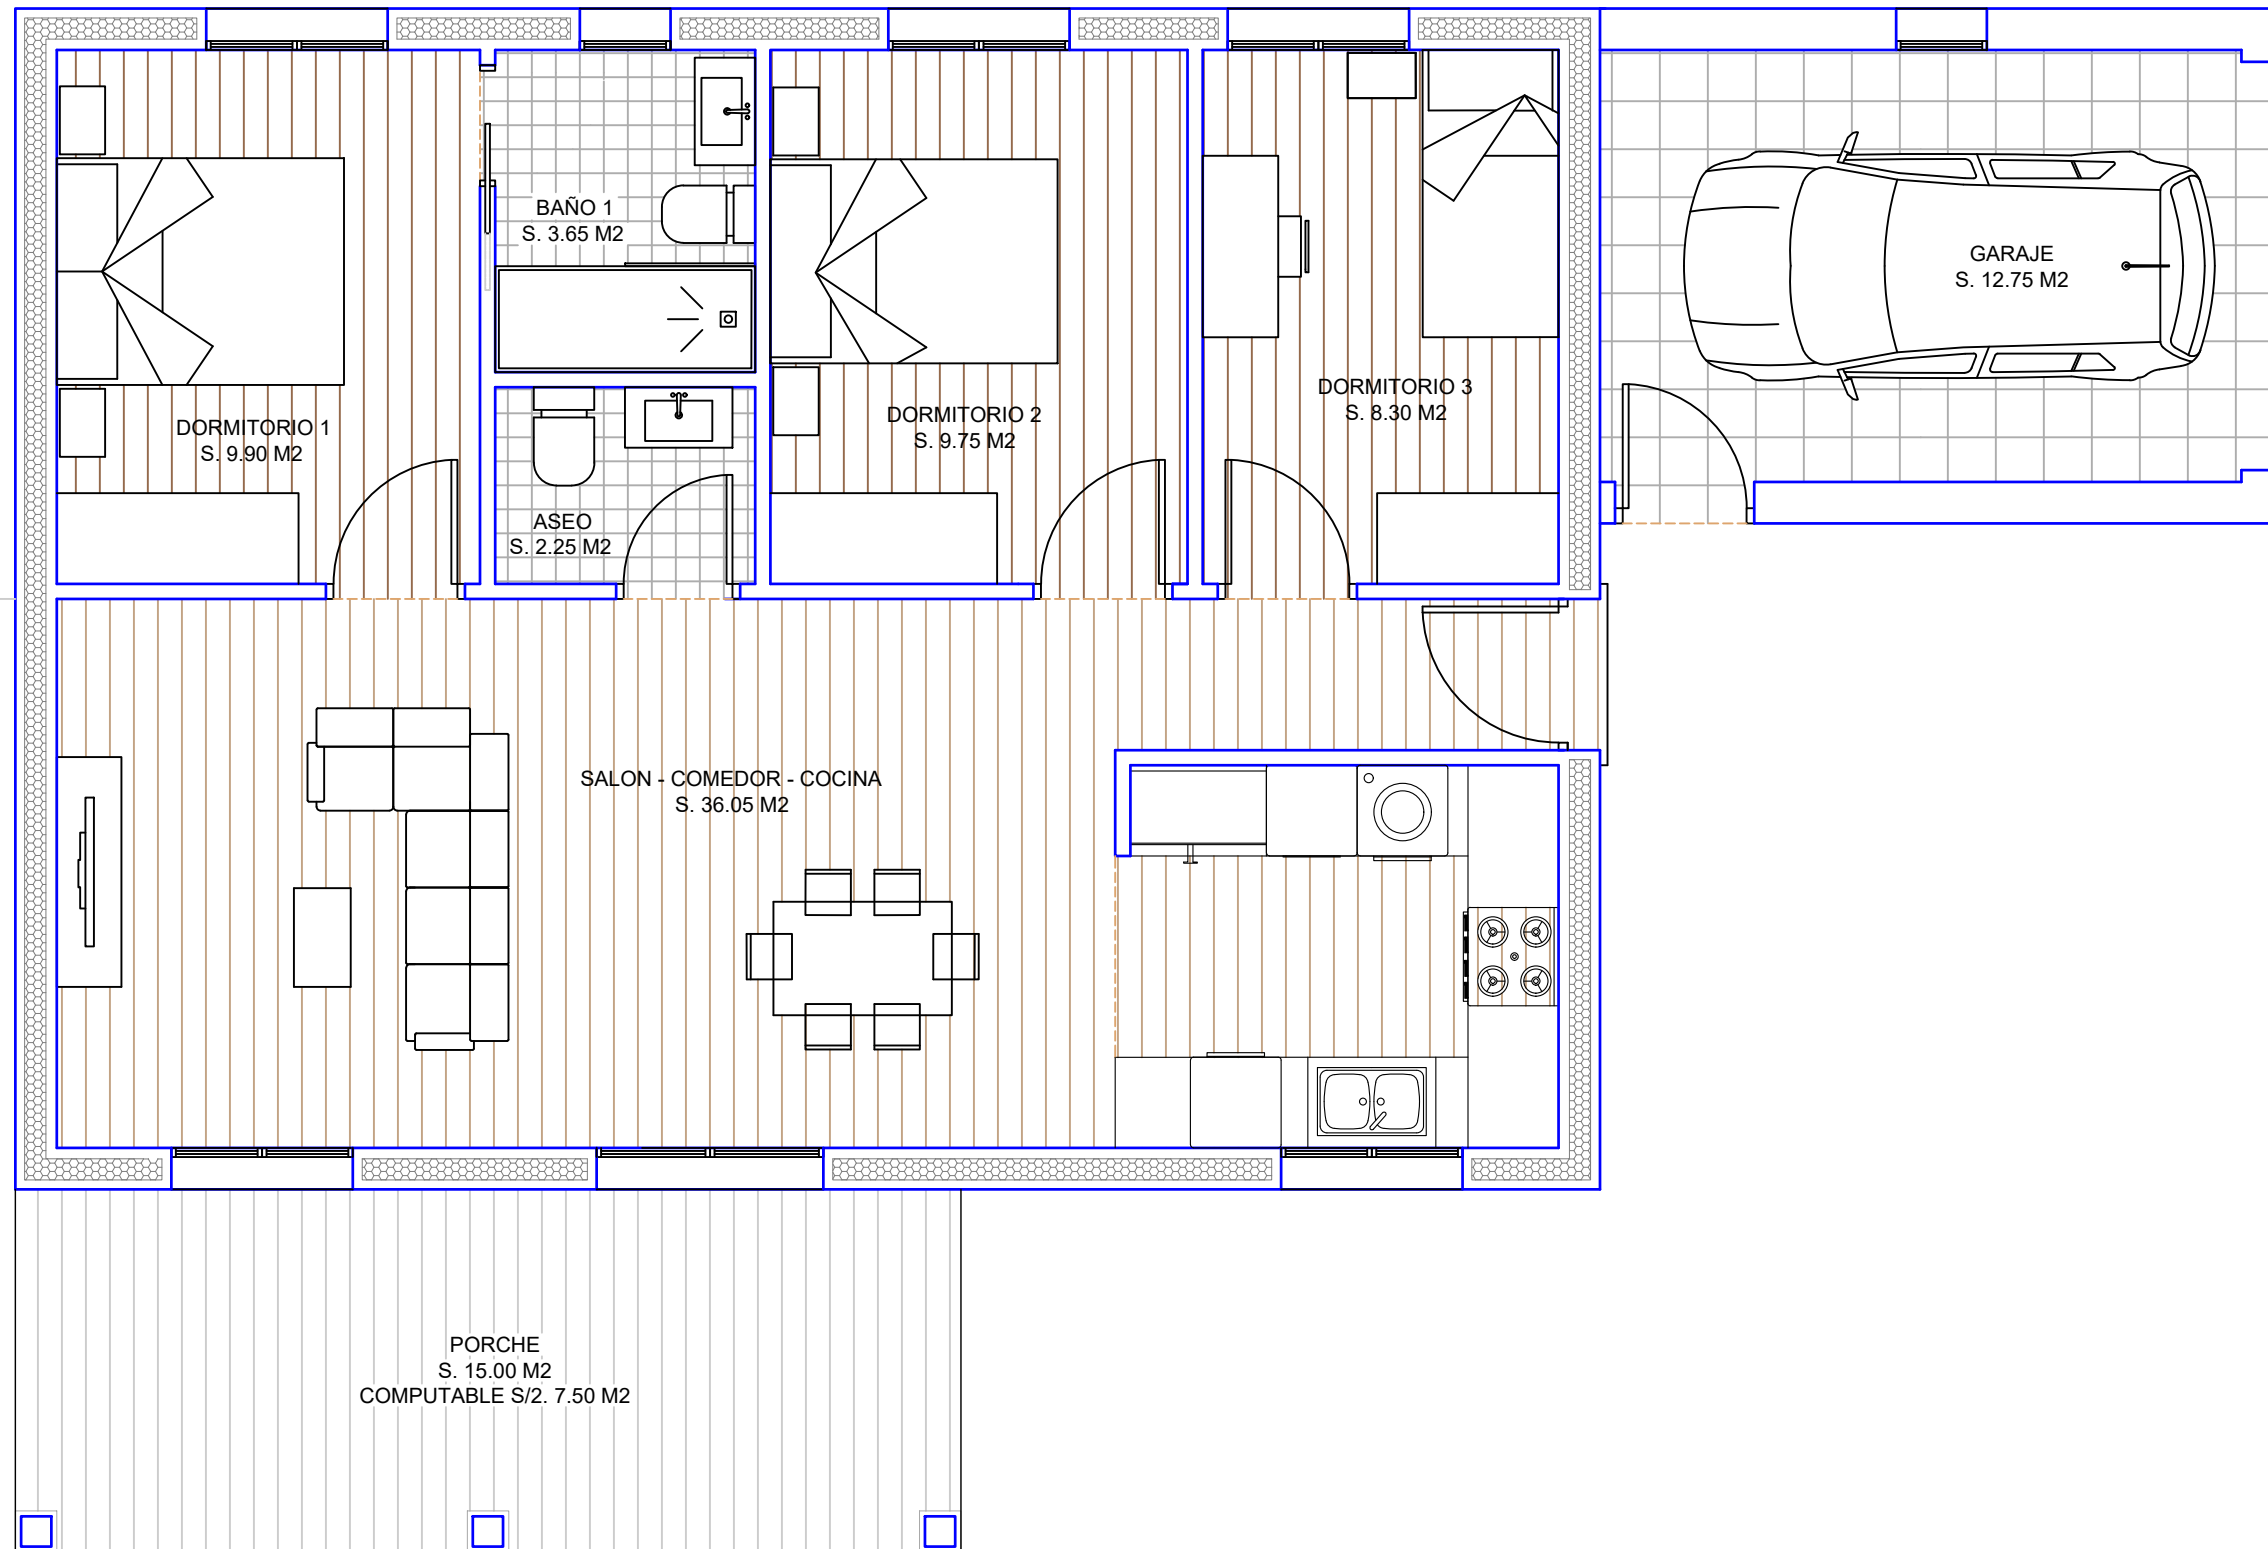 BAÑO 1
S. 3.65 M2
GARAJE
S. 12.75 M2
DORMITORIO 1
S. 9.90 M2
DORMITORIO 2
S. 9.75 M2
DORMITORIO 3
S. 8.30 M2
ASEO
S. 2.25 M2
SALON - COMEDOR - COCINA
S. 36.05 M2
PORCHE
S. 15.00 M2
COMPUTABLE S/2. 7.50 M2